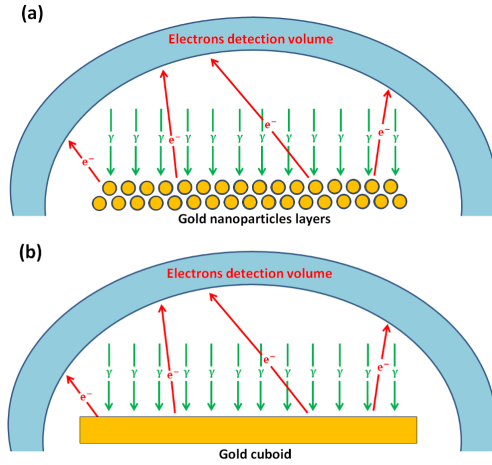 (a)
Electrons detection volume
e⁻
γ γ γ e⁻ γ γ γ γ γ γ γ γ e⁻ γ
e⁻
Gold nanoparticles layers
(b)
Electrons detection volume
e⁻
γ γ γ γ γ γ γ γ γ γ γ γ
e⁻ e⁻
e⁻
Gold cuboid